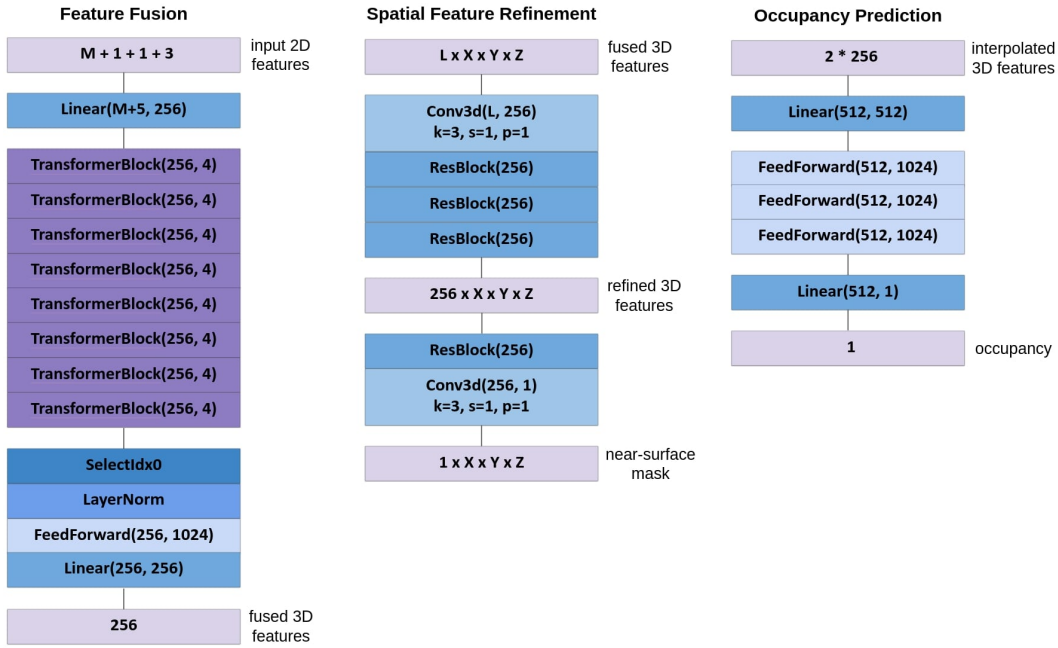 Feature Fusion
M + 1 + 1 + 3
input 2D
features
Linear(M+5, 256)
TransformerBlock(256, 4)
TransformerBlock(256, 4)
TransformerBlock(256, 4)
TransformerBlock(256, 4)
TransformerBlock(256, 4)
TransformerBlock(256, 4)
TransformerBlock(256, 4)
TransformerBlock(256, 4)
SelectIdx0
LayerNorm
FeedForward(256, 1024)
Linear(256, 256)
256
fused 3D
features
Spatial Feature Refinement
L x X x Y x Z
fused 3D
features
Conv3d(L, 256)
k=3, s=1, p=1
ResBlock(256)
ResBlock(256)
ResBlock(256)
256 x X x Y x Z
refined 3D
features
ResBlock(256)
Conv3d(256, 1)
k=3, s=1, p=1
1 x X x Y x Z
near-surface
mask
Occupancy Prediction
2 * 256
interpolated
3D features
Linear(512, 512)
FeedForward(512, 1024)
FeedForward(512, 1024)
FeedForward(512, 1024)
Linear(512, 1)
1
occupancy